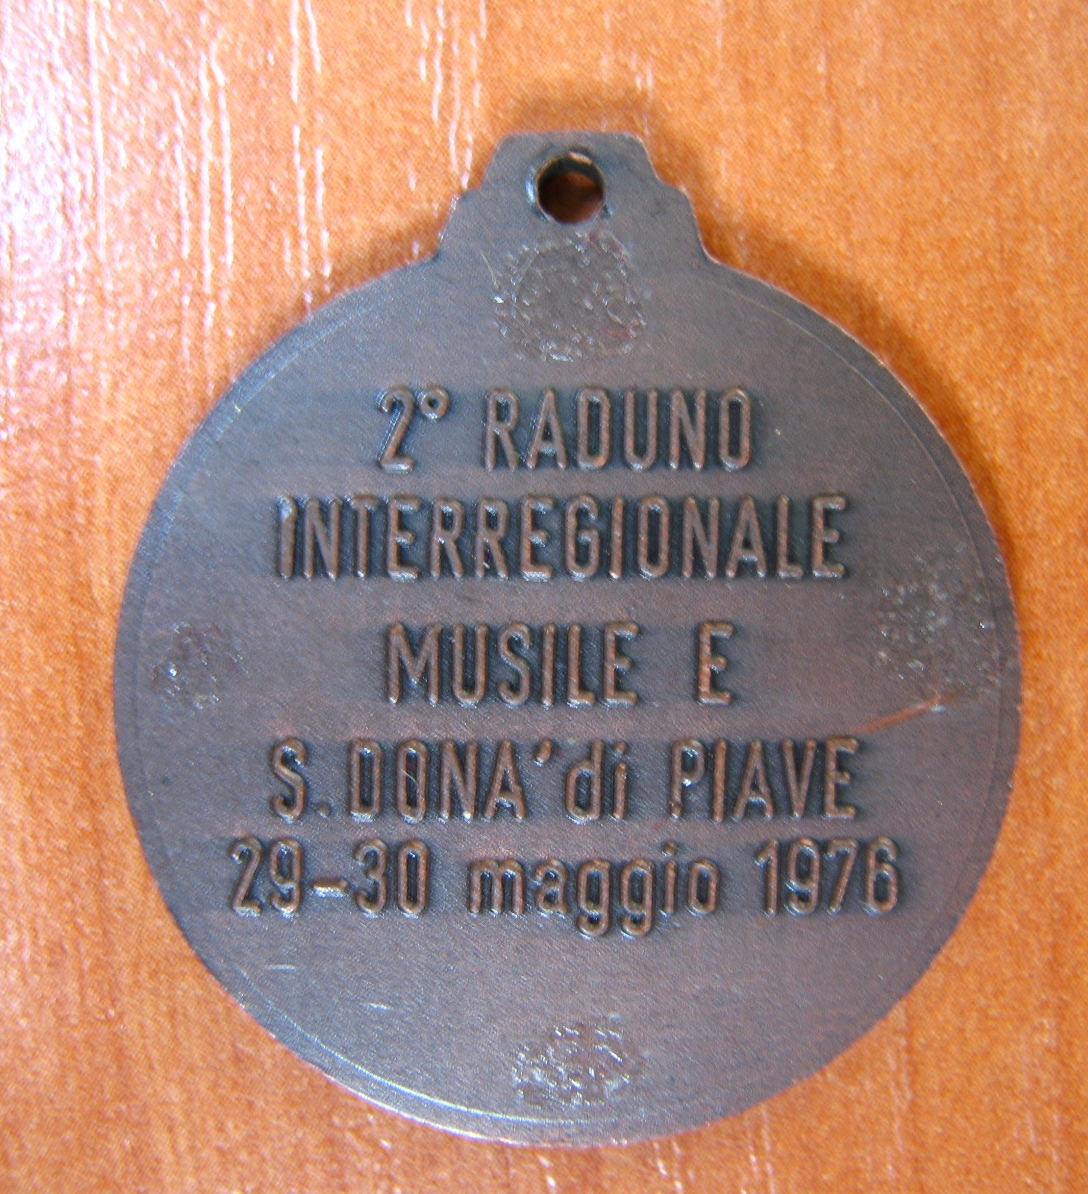 2° RADUNO
INTERREGIONALE
MUSILE E
S. DONA' di PIAVE
29-30 maggio 1976